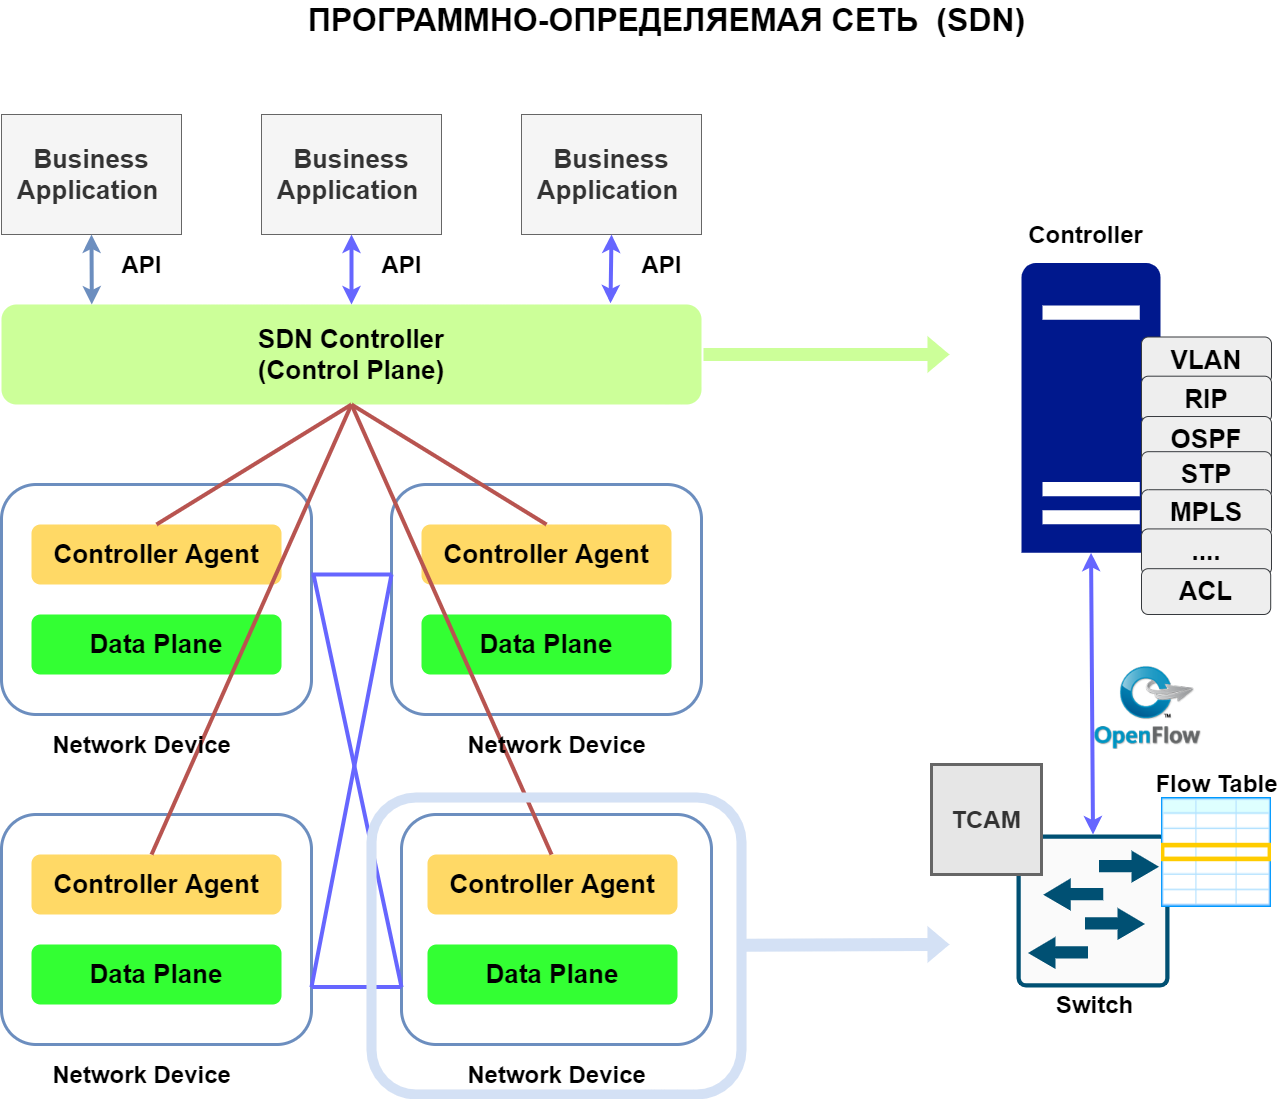 ПРОГРАММНО-ОПРЕДЕЛЯЕМАЯ СЕТЬ (SDN)
Business
Application
Business
Application
Business
Application
API
API
API
SDN Controller
(Control Plane)
Controller Agent
Data Plane
Network Device
Controller Agent
Data Plane
Network Device
Controller Agent
Data Plane
Network Device
Controller Agent
Data Plane
Network Device
Controller
VLAN
RIP
OSPF
STP
MPLS
....
ACL
OpenFlow
TM
Flow Table
TCAM
Switch